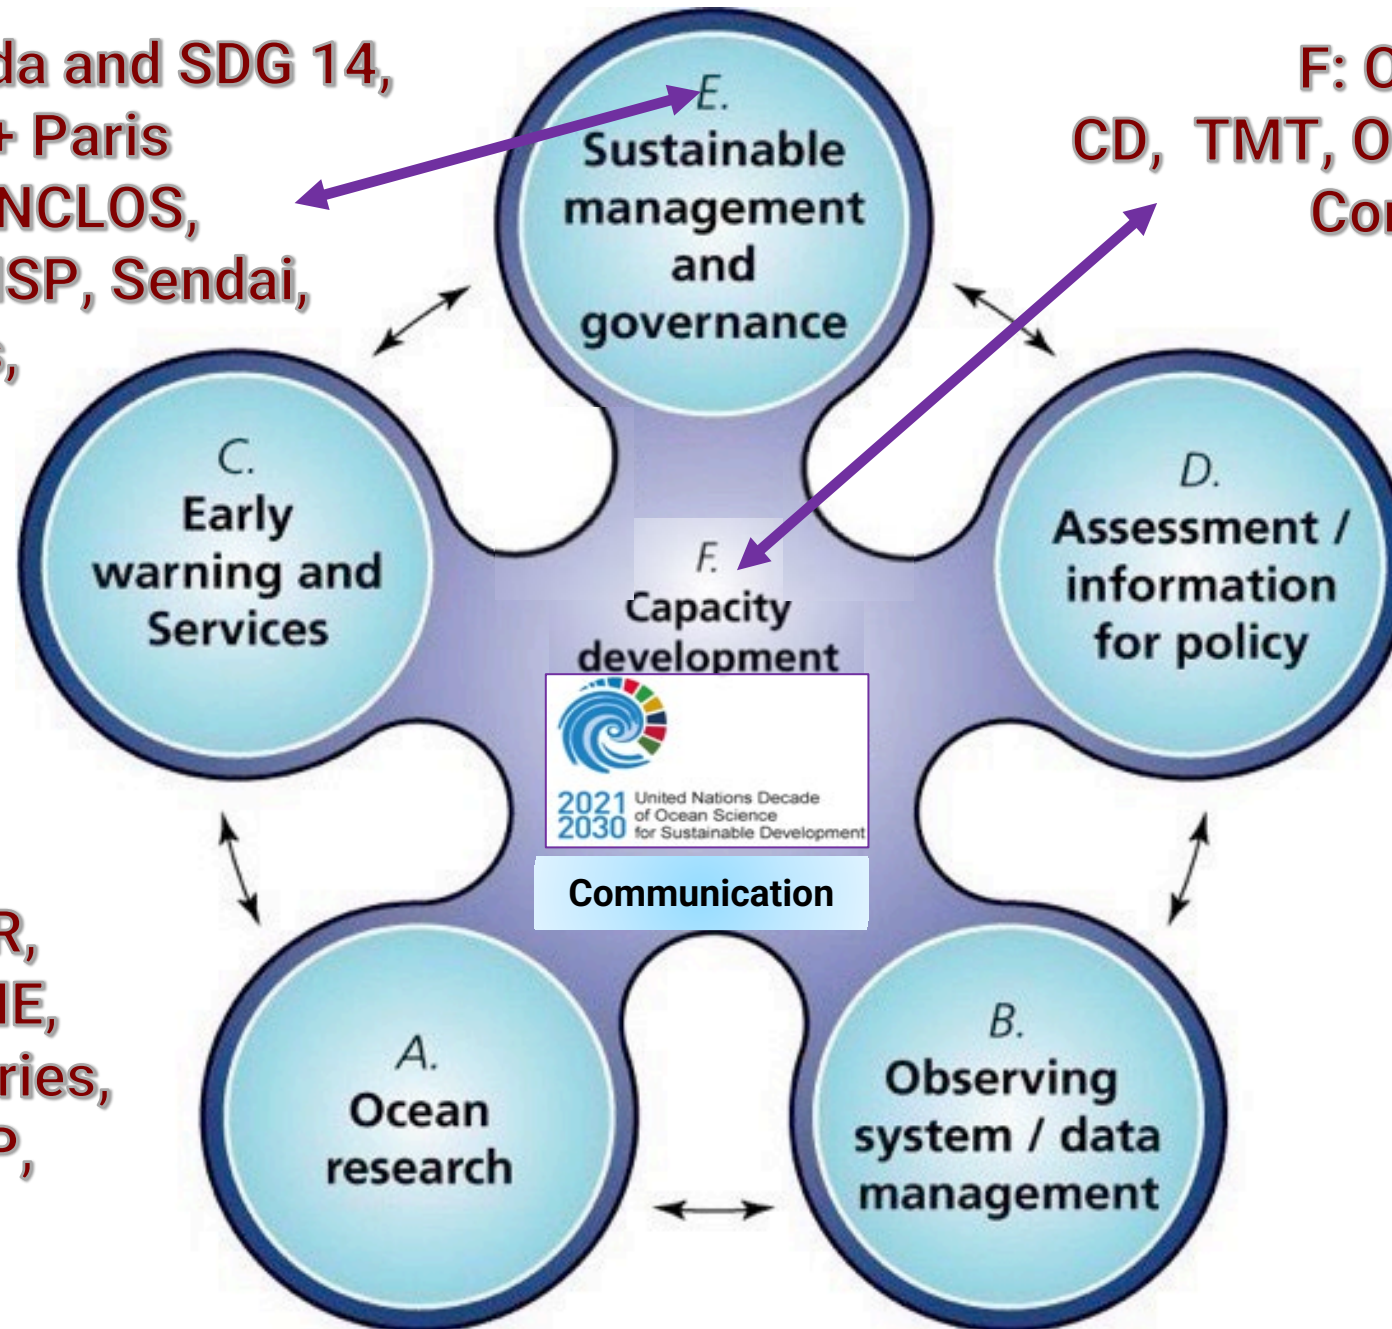 da and SDG 14,
+ Paris
NCLOS,
ISP, Sendai,
s,
F: O
CD, TMT, O
Cor
E.
Sustainable
management
and
governance
C.
Early
warning and
Services
D.
Assessment /
information
for policy
F.
Capacity
development
2021
2030
United Nations Decade
of Ocean Science
for Sustainable Development
Communication
R,
IE,
ries,
P,
A.
Ocean
research
B.
Observing
system / data
management